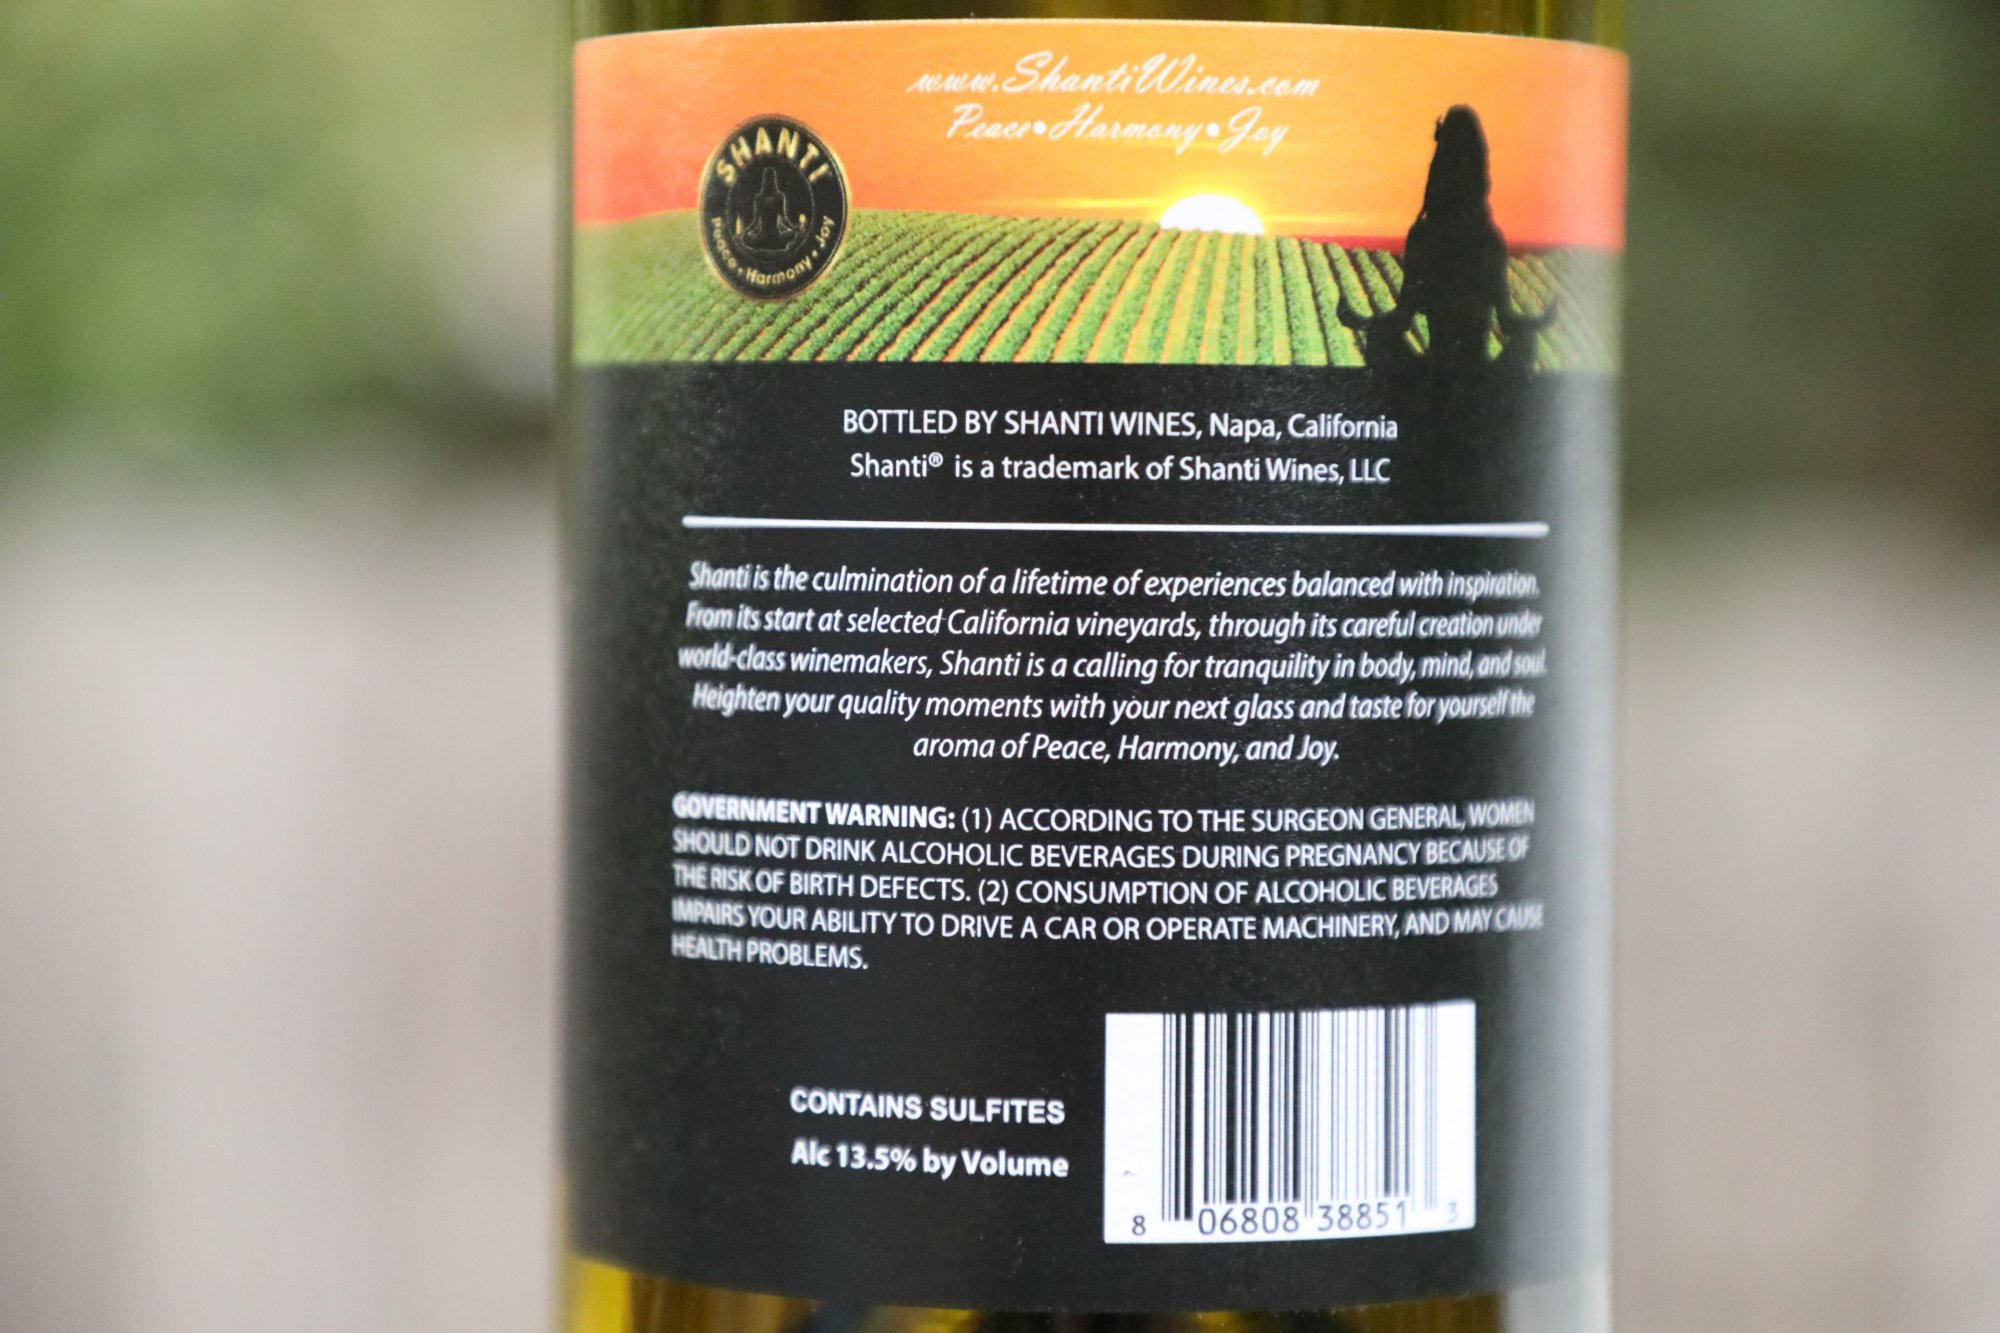 www.ShantiWines.com
Peace•Harmony•Joy
SHANTI
Peace • Harmony • Joy
BOTTLED BY SHANTI WINES, Napa, California
Shanti® is a trademark of Shanti Wines, LLC
Shanti is the culmination of a lifetime of experiences balanced with inspiration.
From its start at selected California vineyards, through its careful creation under
world-class winemakers, Shanti is a calling for tranquility in body, mind, and soul.
Heighten your quality moments with your next glass and taste for yourself the
aroma of Peace, Harmony, and Joy.
GOVERNMENT WARNING: (1) ACCORDING TO THE SURGEON GENERAL, WOMEN
SHOULD NOT DRINK ALCOHOLIC BEVERAGES DURING PREGNANCY BECAUSE OF
THE RISK OF BIRTH DEFECTS. (2) CONSUMPTION OF ALCOHOLIC BEVERAGES
IMPAIRS YOUR ABILITY TO DRIVE A CAR OR OPERATE MACHINERY, AND MAY CAUSE
HEALTH PROBLEMS.
CONTAINS SULFITES
Alc 13.5% by Volume
8 06808 38851 3